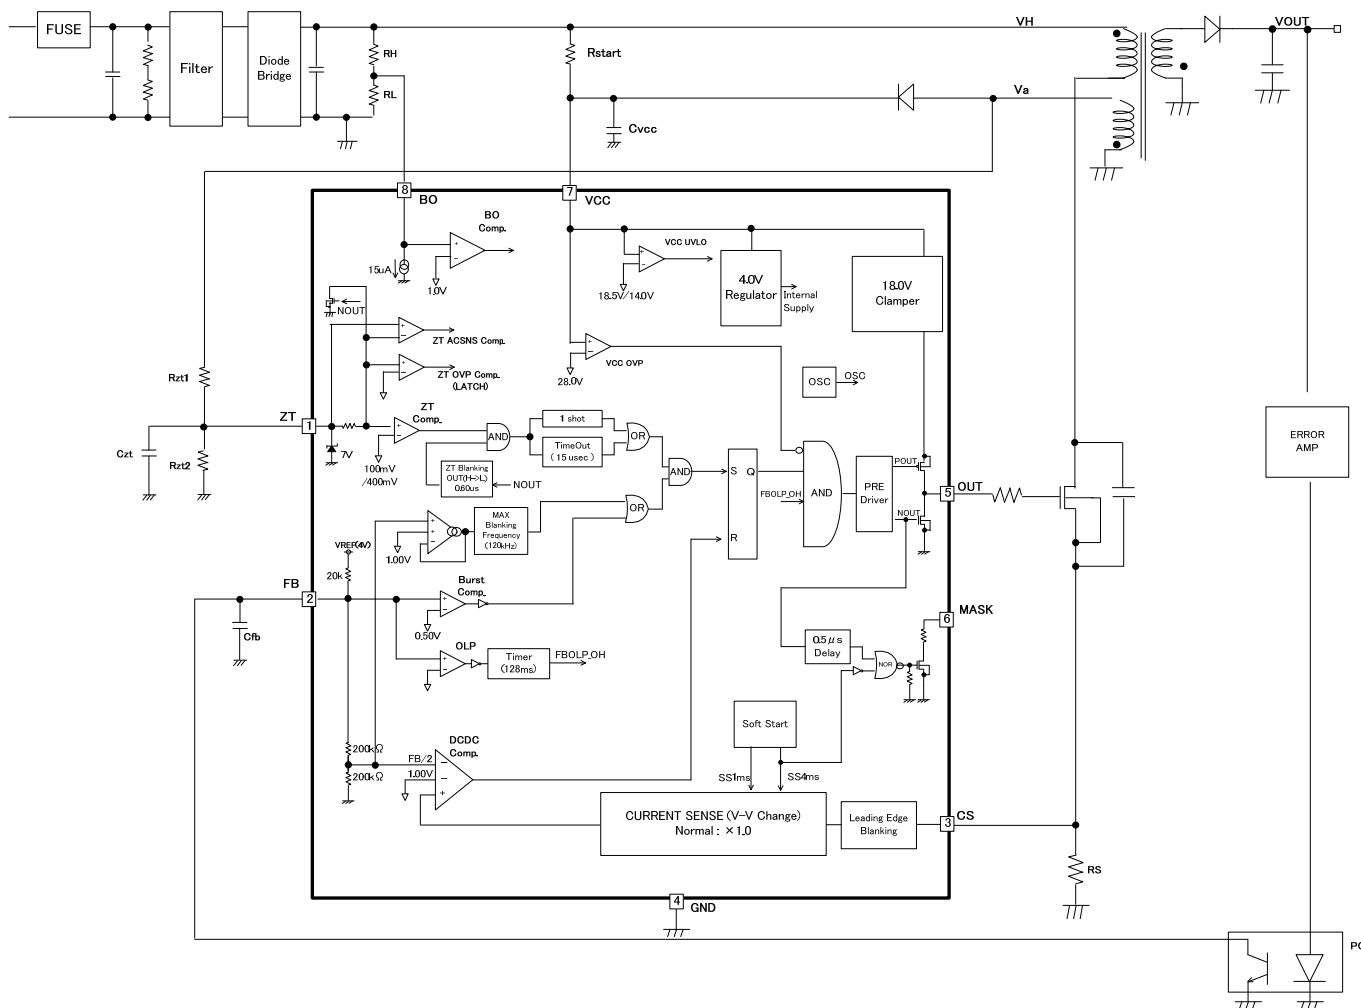 FUSE
Filter
Diode
Bridge
RH
RL
Rstart
VH
VOUT
Va
Cvcc
8
BO
7
VCC
BO
Comp.
15uA
1.0V
VCC UVLO
18.5V/14.0V
4.0V
Regulator
Internal
Supply
18.0V
Clamper
NOUT
ZT ACSNS Comp.
ZT OVP Comp.
(LATCH)
VCC OVP
28.0V
OSC
OSC
Rzt1
ZT
1
ZT
Comp.
7V
100mV
/400mV
Czt
Rzt2
AND
1 shot
TimeOut
( 15 usec )
OR
ZT Blanking
OUT(H->L)
0.60us
NOUT
AND
S
Q
R
FBOLP_OH
AND
PRE
Driver
POUT
NOUT
5
OUT
ERROR
AMP
1.00V
MAX
Blanking
Frequency
(120kHz)
OR
VREF(4V)
20k
FB
2
Cfb
Burst
Comp.
0.50V
OLP
Timer
(128ms)
FBOLP_OH
MASK
6
0.5μs
Delay
NOR
Soft Start
SS1ms
SS4ms
200kΩ
200kΩ
FB/2
1.00V
DCDC
Comp.
CURRENT SENSE (V-V Change)
Normal : ×1.0
Leading Edge
Blanking
3
CS
RS
4
GND